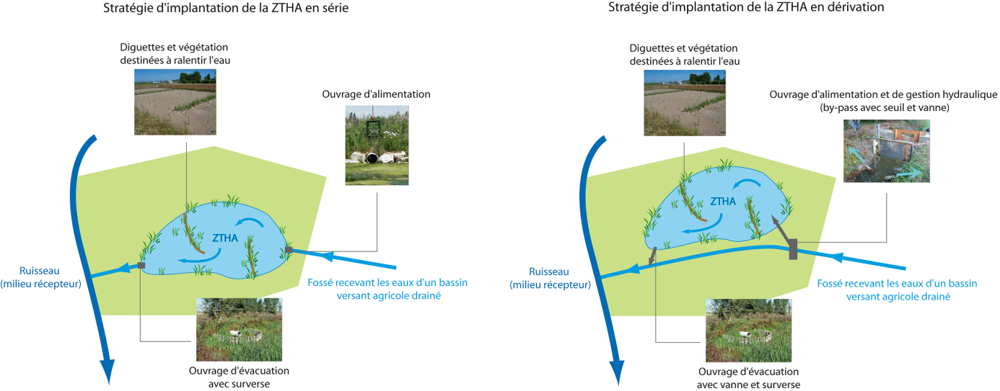 Stratégie d'implantation de la ZTHA en série
Diguettes et végétation
destinées à ralentir l'eau
Ouvrage d'alimentation
ZTHA
Ruisseau
(milieu récepteur)
Fossé recevant les eaux d'un bassin
versant agricole drainé
Ouvrage d'évacuation
avec surverse
Stratégie d'implantation de la ZTHA en dérivation
Diguettes et végétation
destinées à ralentir l'eau
Ouvrage d'alimentation et de gestion hydraulique
(by-pass avec seuil et vanne)
ZTHA
Ruisseau
(milieu récepteur)
Fossé recevant les eaux d'un bassin
versant agricole drainé
Ouvrage d'évacuation
avec vanne et surverse